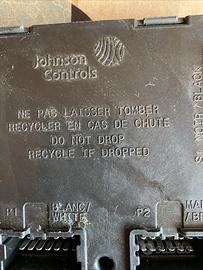 Johnson
Controls
NE PAS LAISSER TOMBER
RECYCLER EN CAS DE CHUTE
DO NOT DROP
RECYCLE IF DROPPED
P1
BLANC/
WHITE
P2
/BLACK